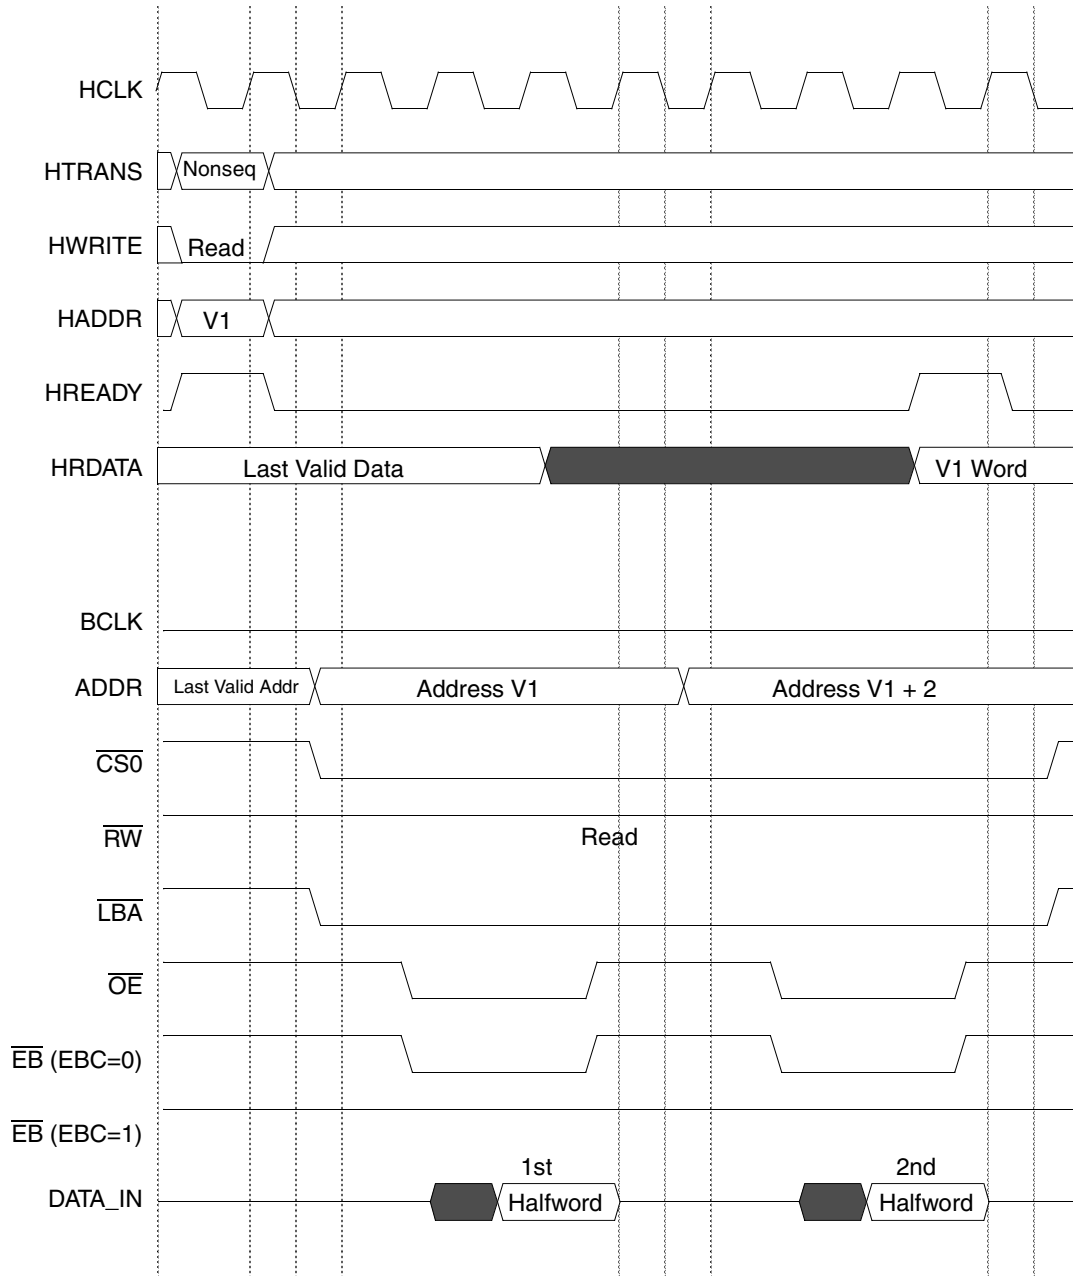 HCLK
HTRANS Nonseq
HWRITE Read
HADDR V1
HREADY
HRDATA Last Valid Data V1 Word
BCLK
ADDR Last Valid Addr Address V1 Address V1 + 2
CS0
RW Read
LBA
OE
EB (EBC=0)
EB (EBC=1)
1st 2nd
DATA_IN Halfword Halfword